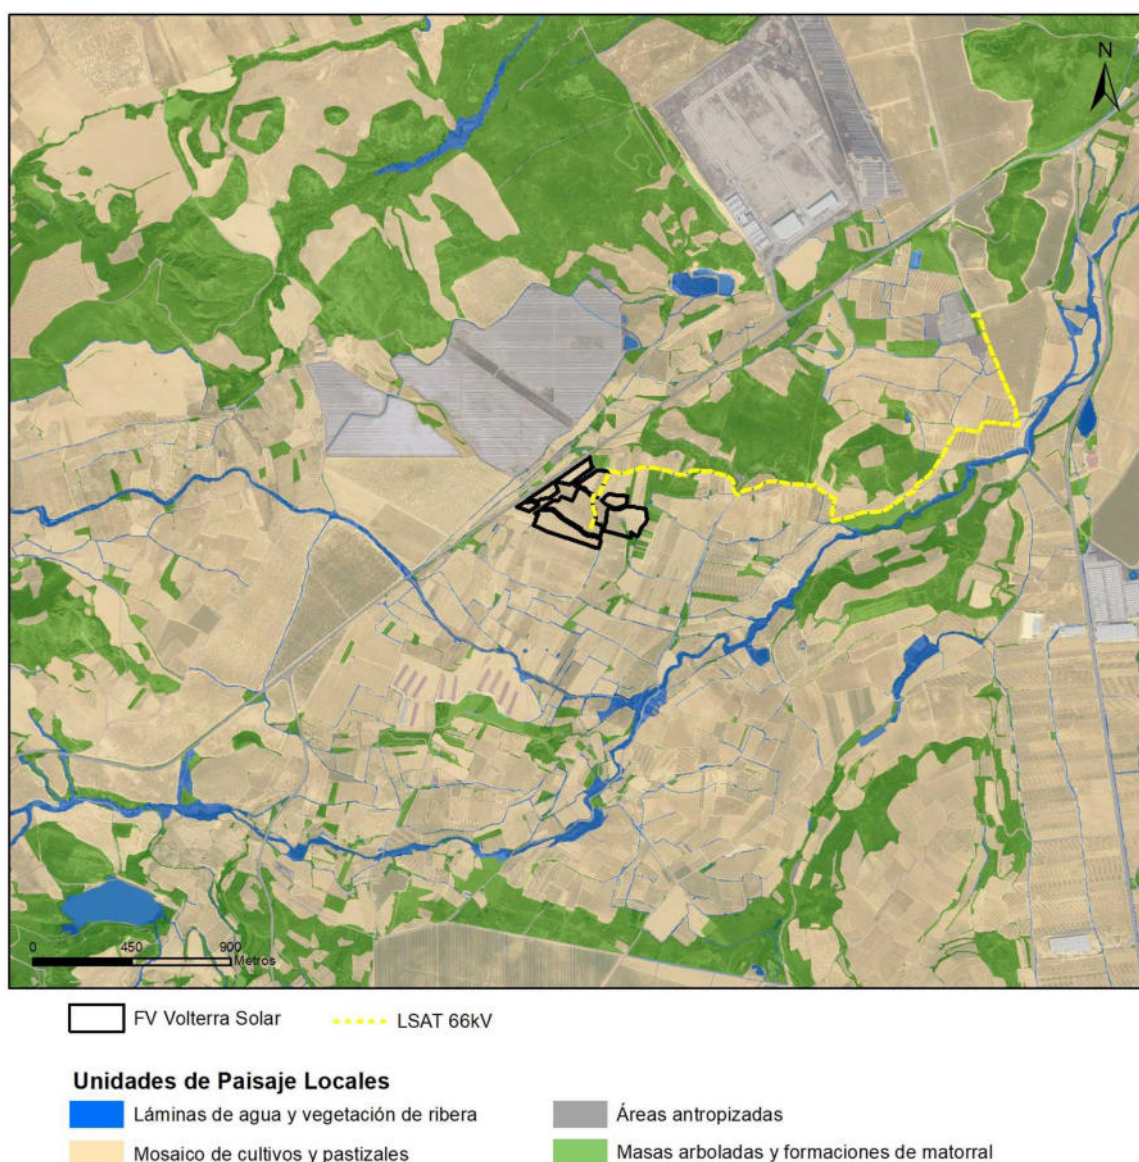 N
0 450 900
Metros
FV Volterra Solar LSAT 66kV
Unidades de Paisaje Locales
Láminas de agua y vegetación de ribera Áreas antropizadas
Mosaico de cultivos y pastizales Masas arboladas y formaciones de matorral